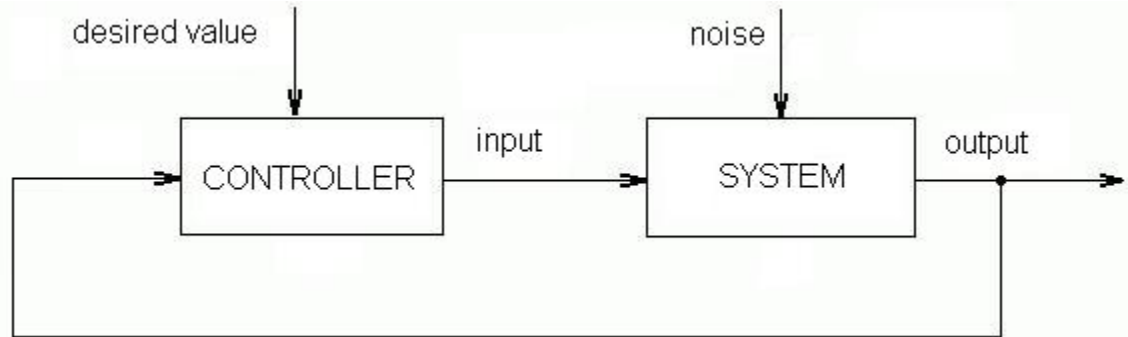 desired value
noise
CONTROLLER
input
SYSTEM
output